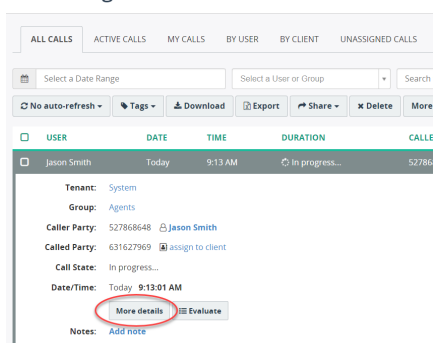 ALL CALLS ACTIVE CALLS MY CALLS BY USER BY CLIENT UNASSIGNED CALLS
Select a Date Range Select a User or Group Search
No auto-refresh Tags Download Export Share Delete More
USER DATE TIME DURATION CALLE
Jason Smith Today 9:13 AM In progress... 52786
Tenant: System
Group: Agents
Caller Party: 527868648 Jason Smith
Called Party: 631627969 assign to client
Call State: In progress...
Date/Time: Today 9:13:01 AM
More details Evaluate
Notes: Add note